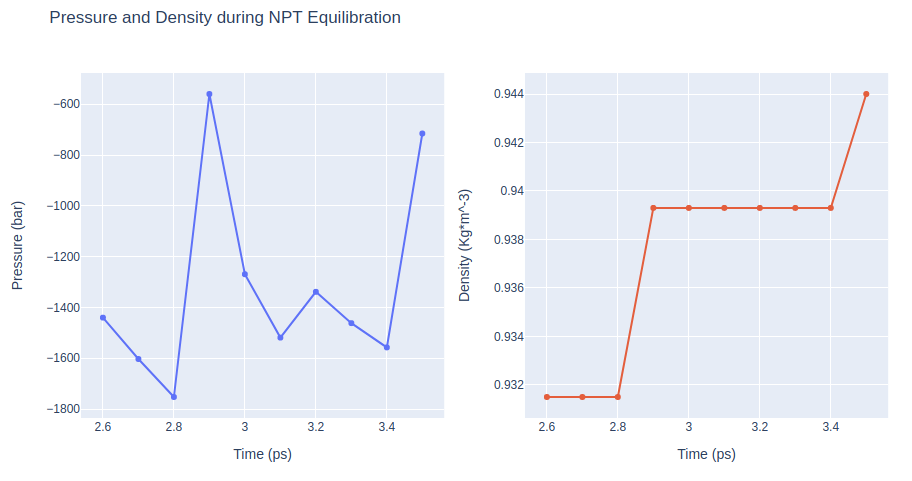 Pressure and Density during NPT Equilibration
−600
−800
−1000
−1200
−1400
−1600
−1800
Pressure (bar)
2.6 2.8 3 3.2 3.4
Time (ps)
0.944
0.942
0.94
0.938
0.936
0.934
0.932
Density (Kg*m^-3)
2.6 2.8 3 3.2 3.4
Time (ps)